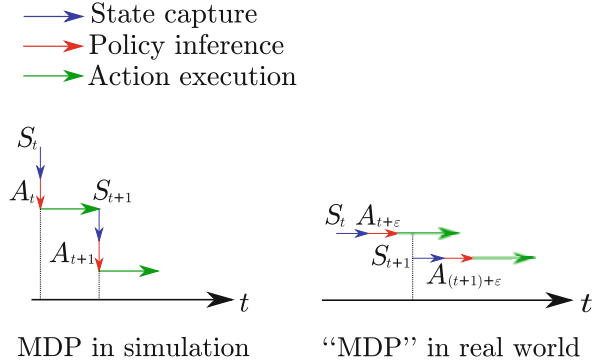 State capture
Policy inference
Action execution
S_t
A_t
S_{t+1}
A_{t+1}
t
MDP in simulation
S_t
A_{t+ε}
S_{t+1}
A_{(t+1)+ε}
t
“MDP” in real world